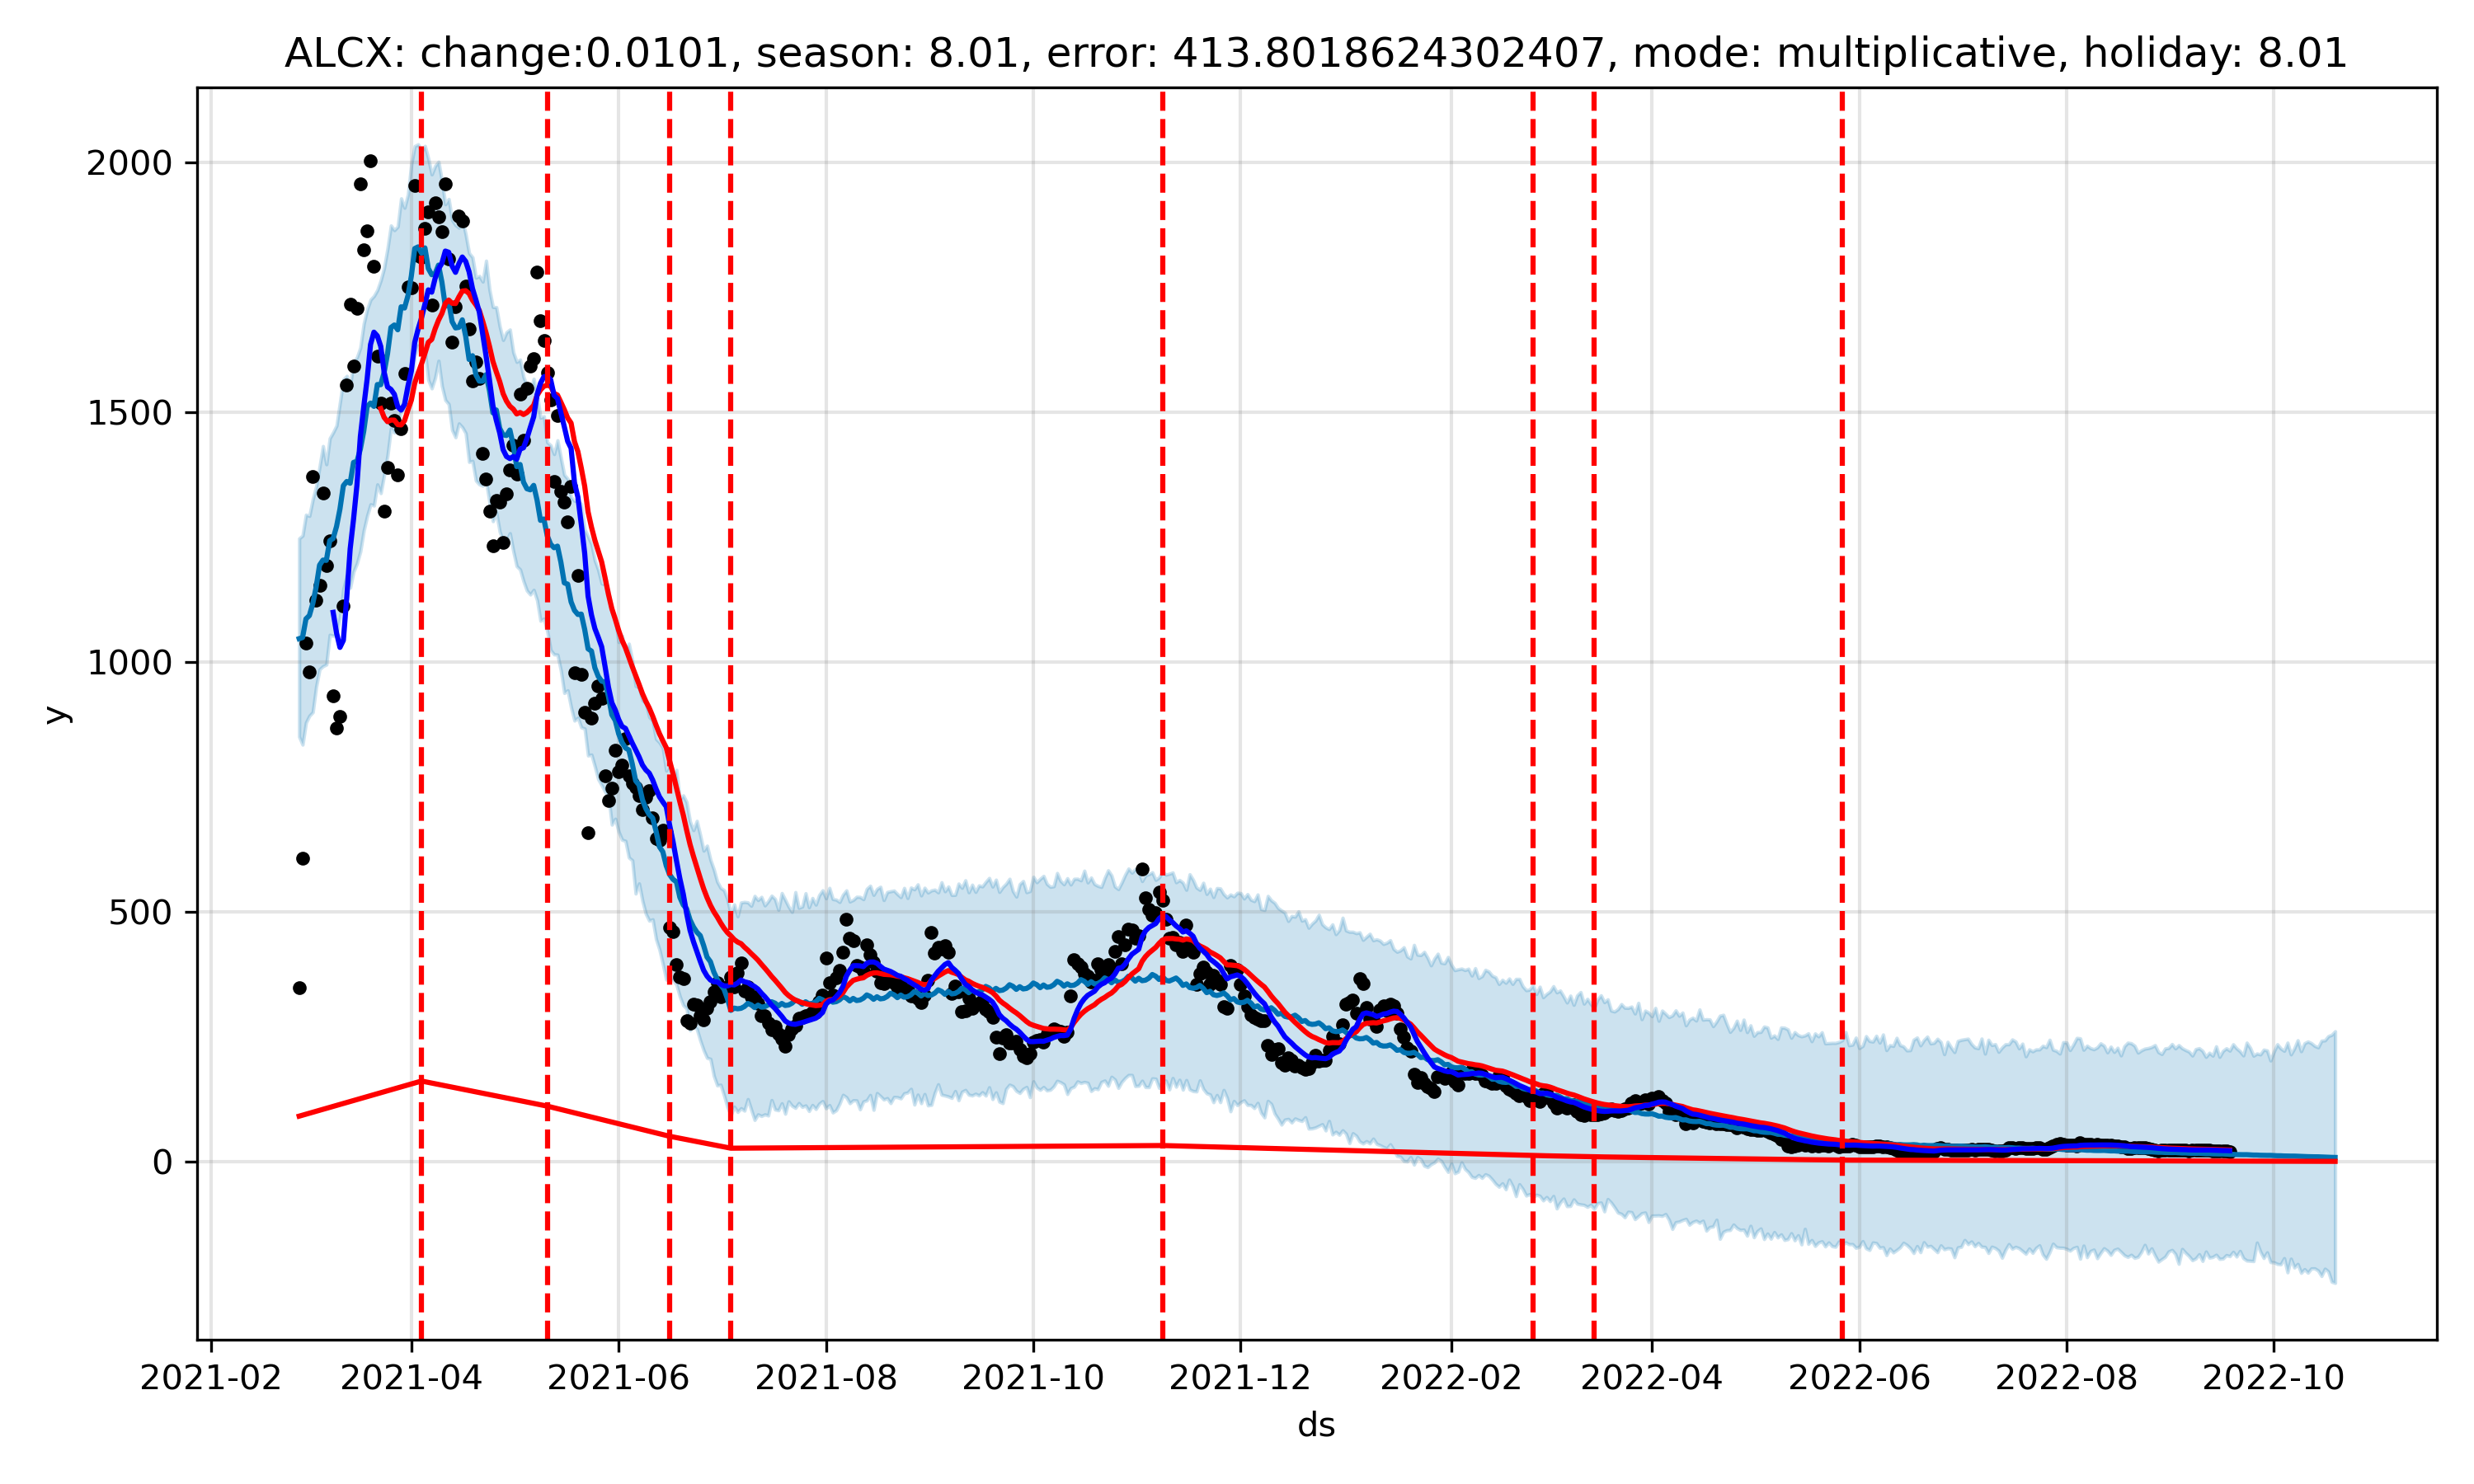 ALCX: change:0.0101, season: 8.01, error: 413.8018624302407, mode: multiplicative, holiday: 8.01
2000
1500
1000
500
0
y
2021-02 2021-04 2021-06 2021-08 2021-10 2021-12 2022-02 2022-04 2022-06 2022-08 2022-10
ds